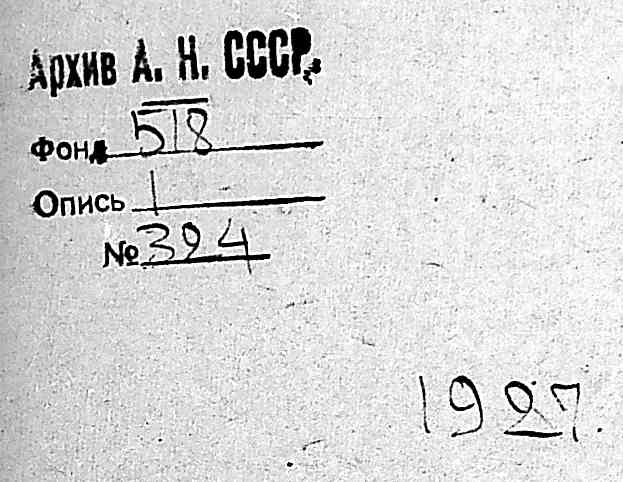 Архив А. Н. СССР.
Фонд 518
Опись 1
№ 394
1927.